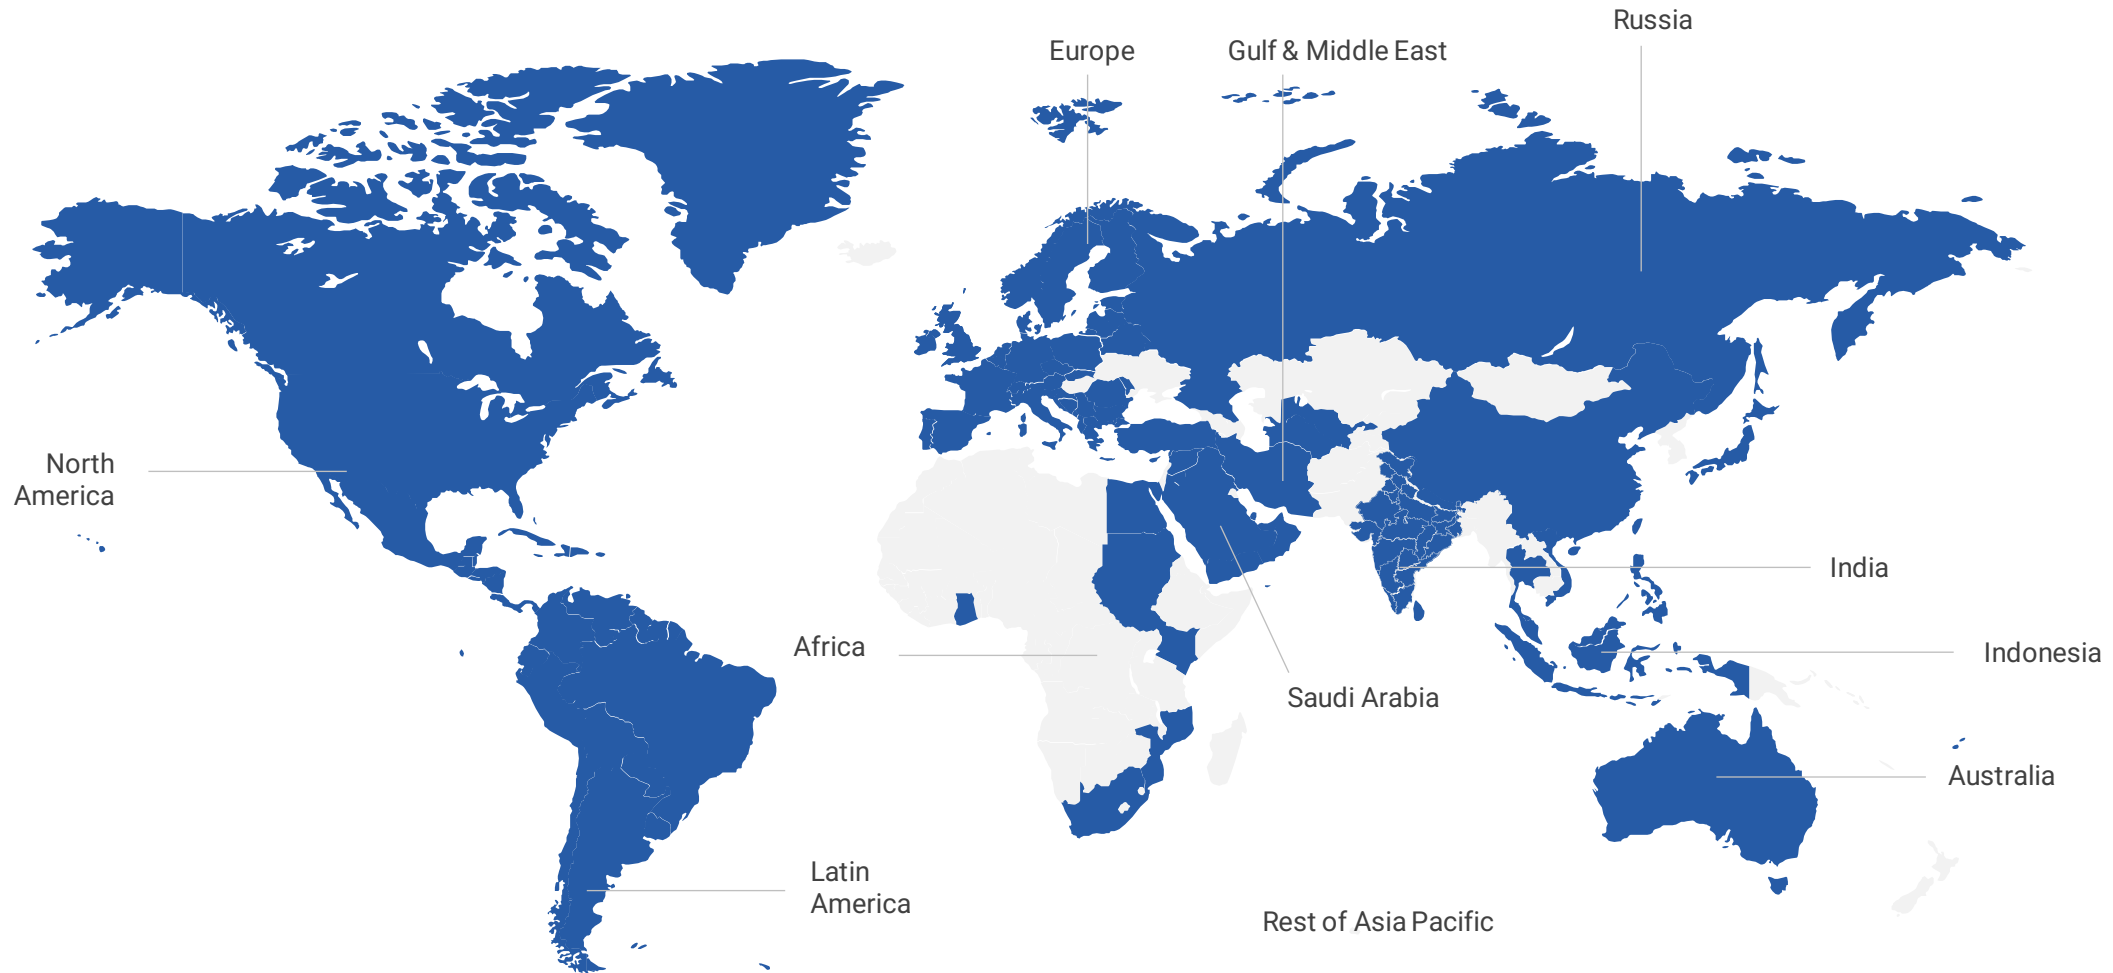 Russia
Europe
Gulf & Middle East
North
America
India
Africa
Indonesia
Saudi Arabia
Australia
Latin
America
Rest of Asia Pacific